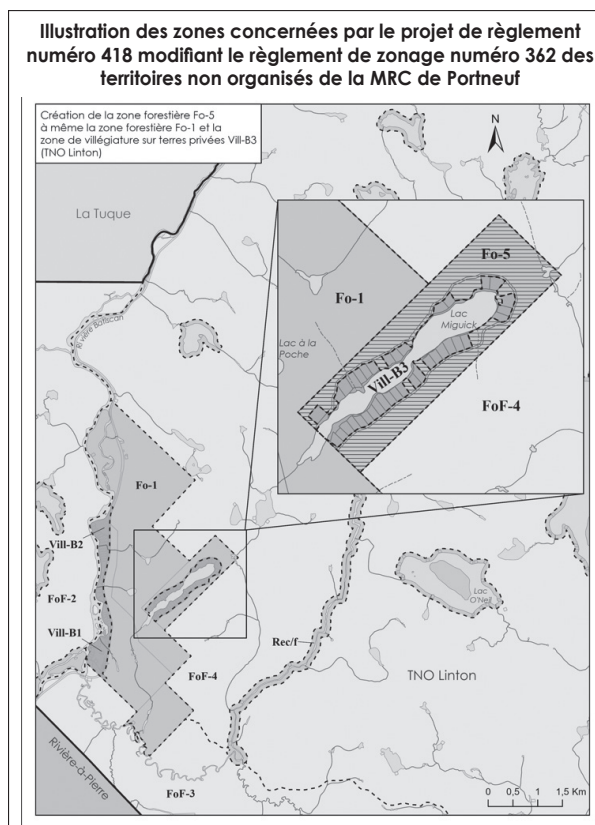 Illustration des zones concernées par le projet de règlement
numéro 418 modifiant le règlement de zonage numéro 362 des
territoires non organisés de la MRC de Portneuf
Création de la zone forestière Fo-5
à même la zone forestière Fo-1 et la
zone de villégiature sur terres privées Vill-B3
(TNO Linton)
N
La Tuque
Fo-5
Fo-1
Lac
Miguick
Lac à la
Poche
Vill-B3
FoF-4
Rivière Batiscan
Fo-1
Vill-B2
FoF-2
Vill-B1
Lac
O'Neil
Rec/f
FoF-4
TNO Linton
Rivière-à-Pierre
FoF-3
0 0,5 1 1,5 Km